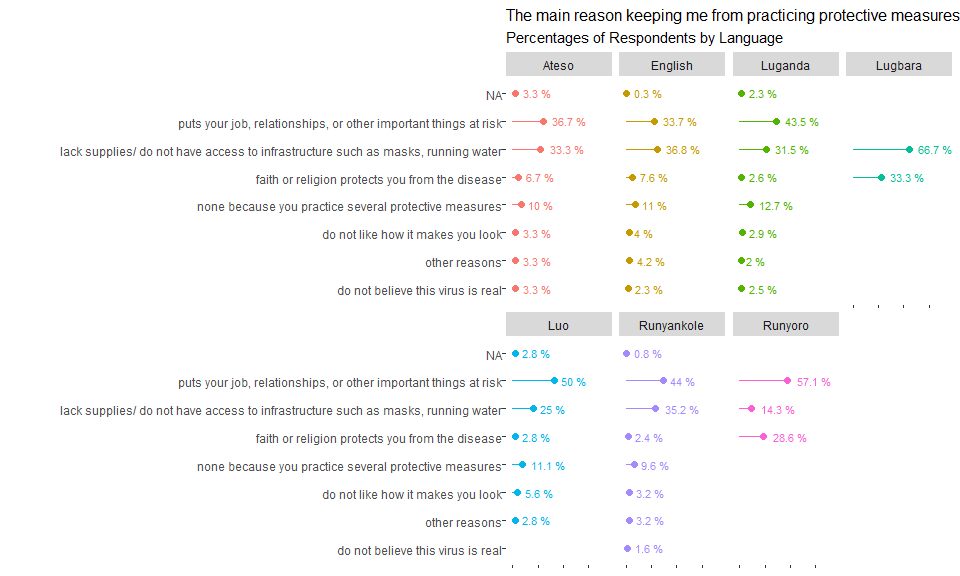 The main reason keeping me from practicing protective measures
Percentages of Respondents by Language
Ateso English Luganda Lugbara
NA 3.3 % 0.3 % 2.3 %
puts your job, relationships, or other important things at risk 36.7 % 33.7 % 43.5 %
lack supplies/ do not have access to infrastructure such as masks, running water 33.3 % 36.8 % 31.5 % 66.7 %
faith or religion protects you from the disease 6.7 % 7.6 % 2.6 % 33.3 %
none because you practice several protective measures 10 % 11 % 12.7 %
do not like how it makes you look 3.3 % 4 % 2.9 %
other reasons 3.3 % 4.2 % 2 %
do not believe this virus is real 3.3 % 2.3 % 2.5 %
Luo Runyankole Runyoro
NA 2.8 % 0.8 %
puts your job, relationships, or other important things at risk 50 % 44 % 57.1 %
lack supplies/ do not have access to infrastructure such as masks, running water 25 % 35.2 % 14.3 %
faith or religion protects you from the disease 2.8 % 2.4 % 28.6 %
none because you practice several protective measures 11.1 % 9.6 %
do not like how it makes you look 5.6 % 3.2 %
other reasons 2.8 % 3.2 %
do not believe this virus is real 1.6 %